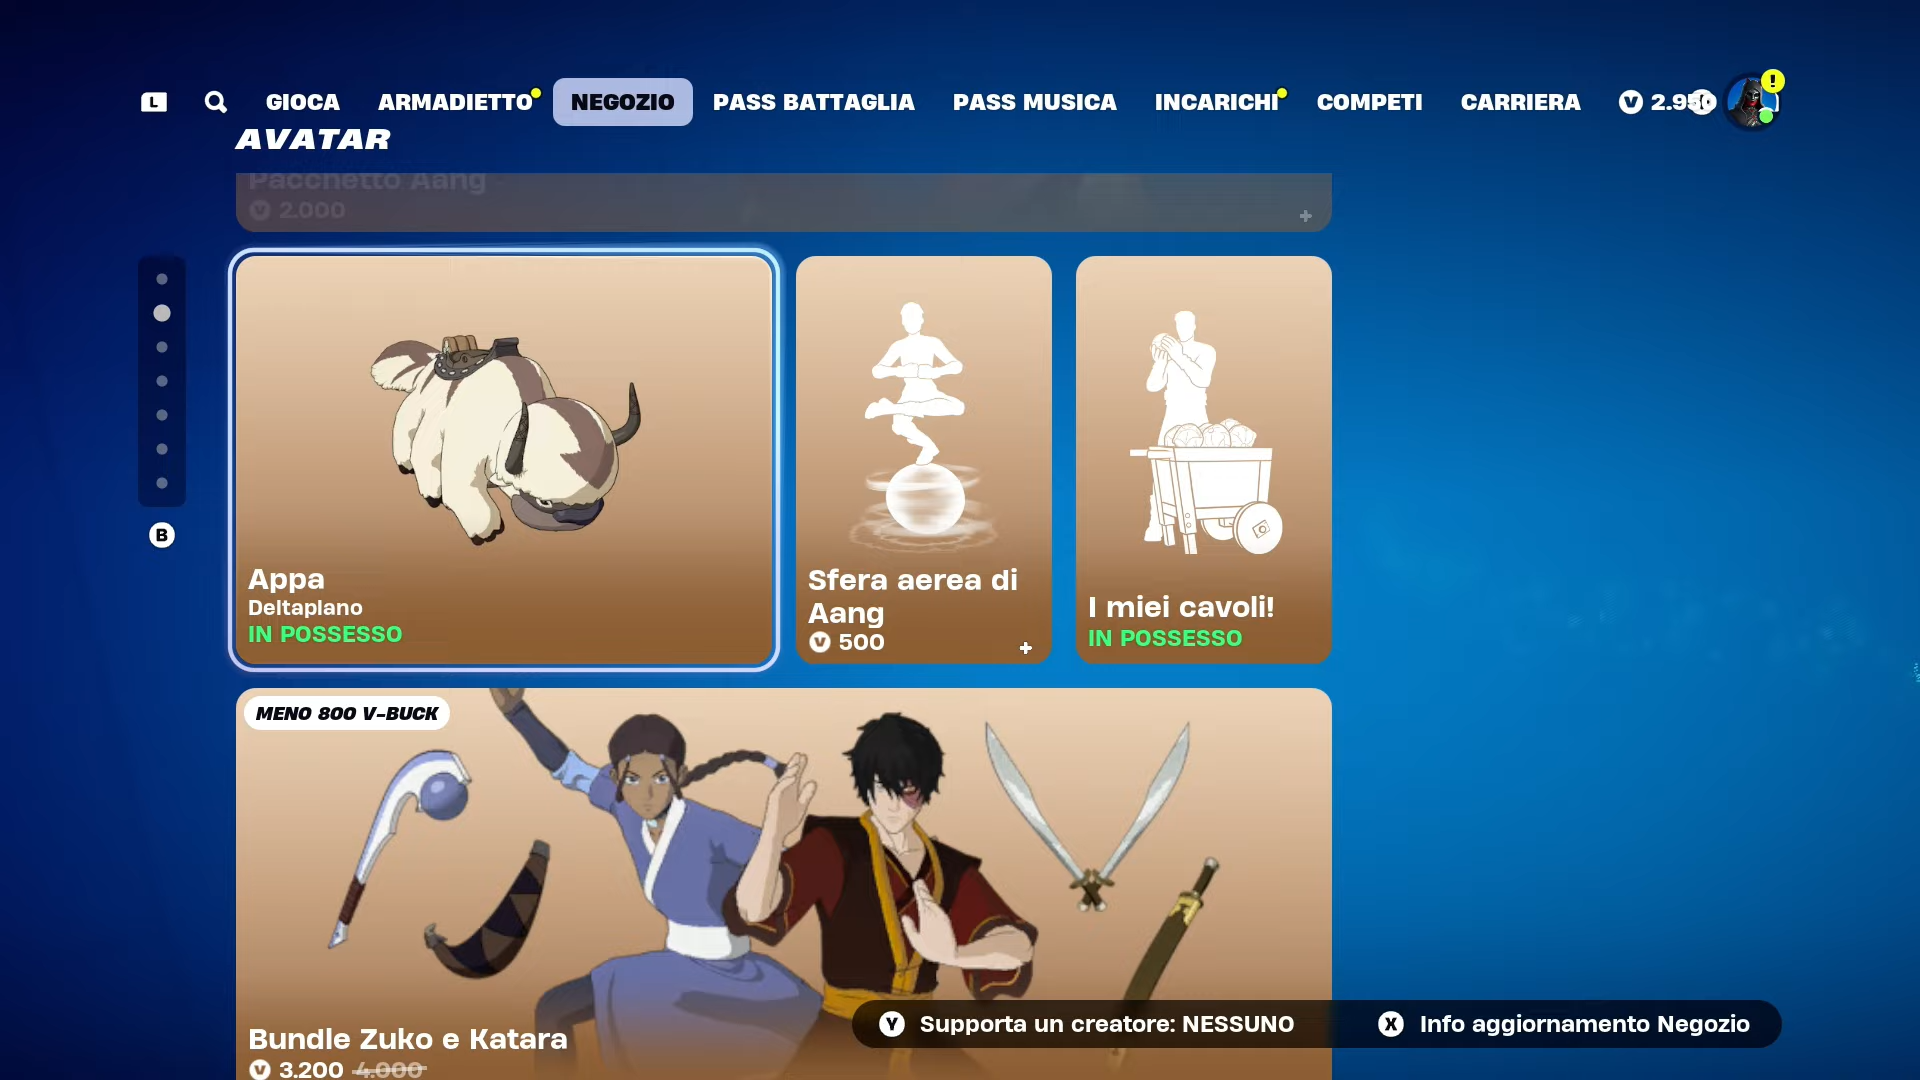 L
GIOCA
ARMADIETTO
NEGOZIO
PASS BATTAGLIA
PASS MUSICA
INCARICHI
COMPETI
CARRIERA
!
AVATAR
Pacchetto Aang
2.000
Appa
Deltaplano
IN POSSESSO
Sfera aerea di
Aang
500
I miei cavoli!
IN POSSESSO
B
MENO 800 V-BUCK
Bundle Zuko e Katara
3.200 4.000
Y Supporta un creatore: NESSUNO
X Info aggiornamento Negozio